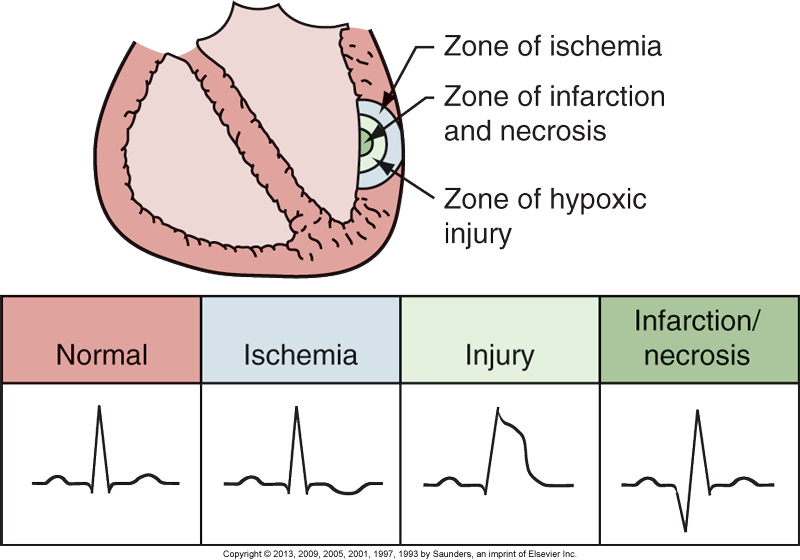 Zone of ischemia
Zone of infarction
and necrosis
Zone of hypoxic
injury
Normal
Ischemia
Injury
Infarction/
necrosis
Copyright © 2013, 2009, 2005, 2001, 1997, 1993 by Saunders, an imprint of Elsevier Inc.